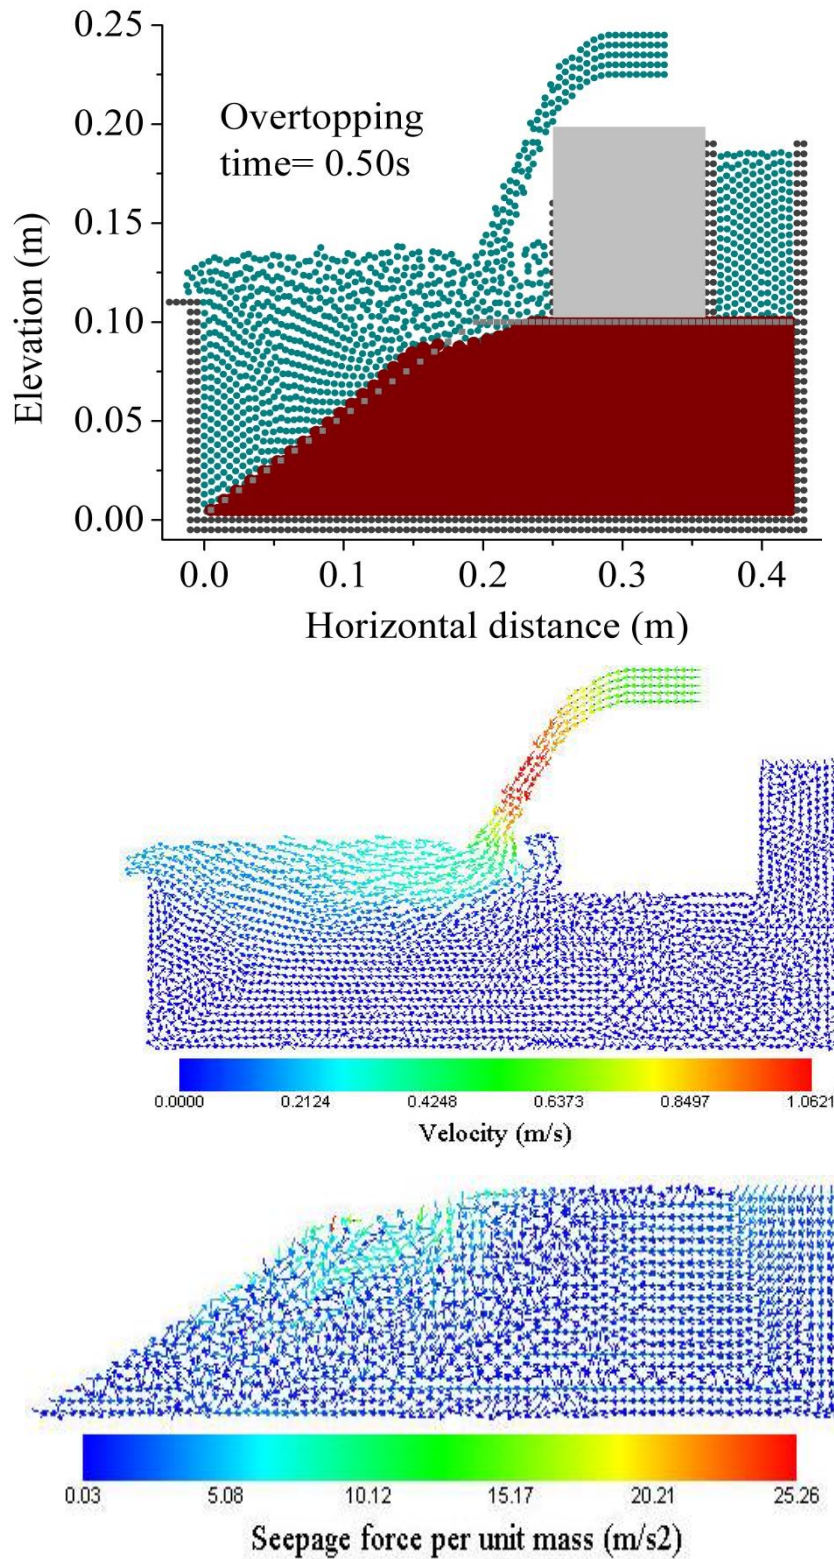 0.25
0.20
0.15
0.10
0.05
0.00
Elevation (m)
Overtopping
time= 0.50s
0.0 0.1 0.2 0.3 0.4
Horizontal distance (m)
0.0000 0.2124 0.4248 0.6373 0.8497 1.0621
Velocity (m/s)
0.03 5.08 10.12 15.17 20.21 25.26
Seepage force per unit mass (m/s2)